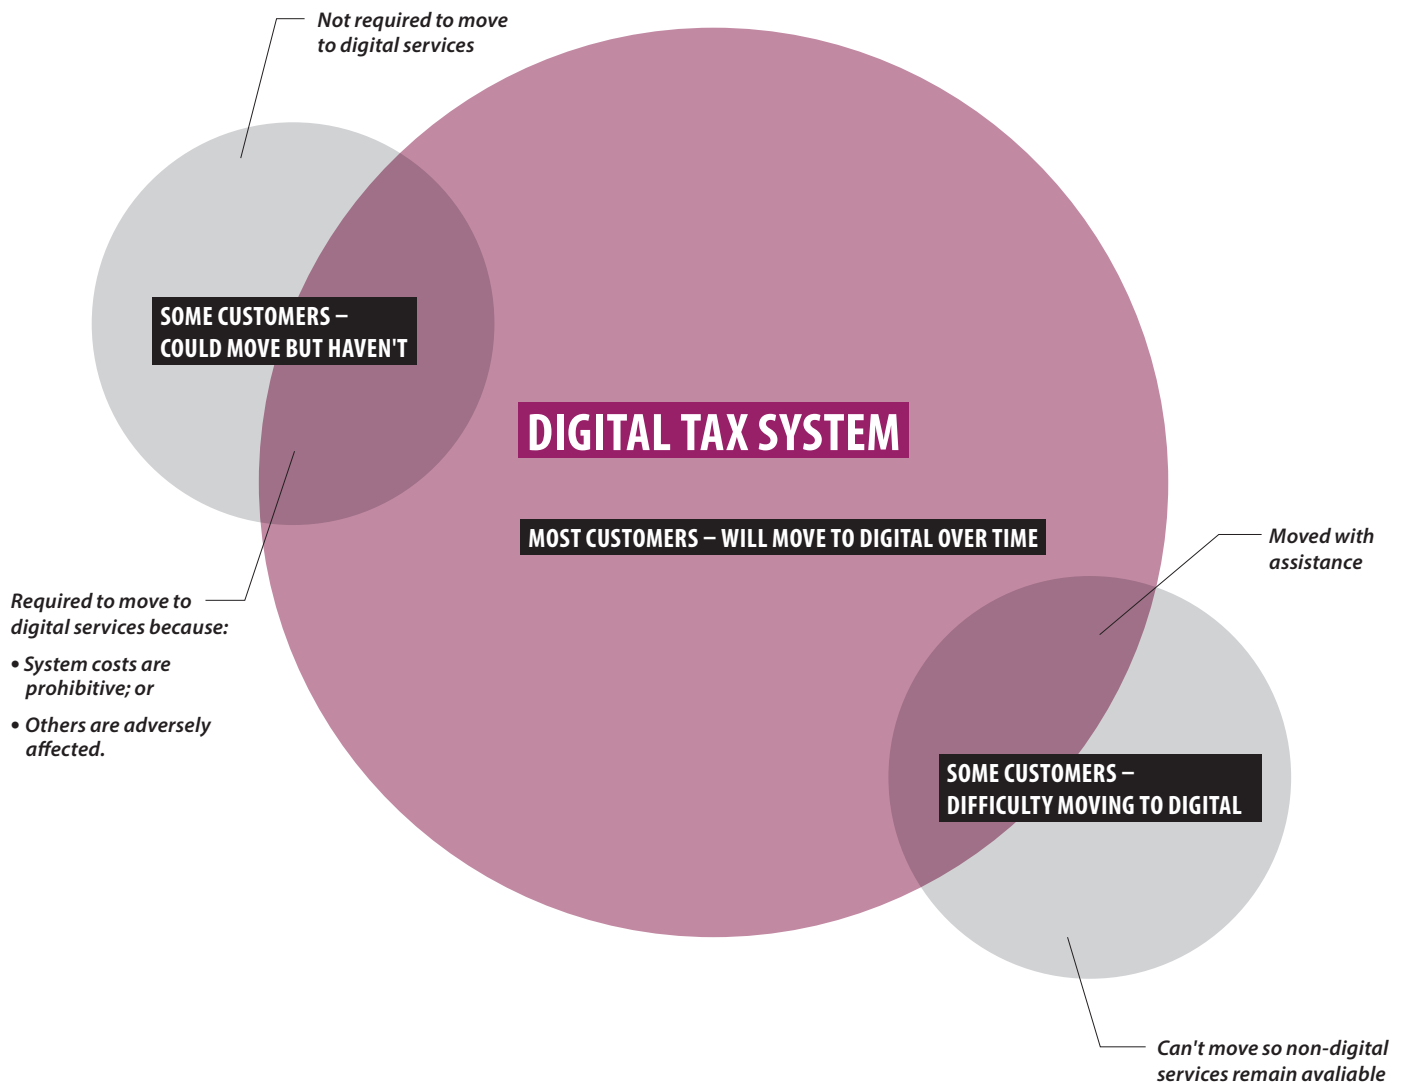 Not required to move
to digital services
SOME CUSTOMERS –
COULD MOVE BUT HAVEN'T
DIGITAL TAX SYSTEM
MOST CUSTOMERS – WILL MOVE TO DIGITAL OVER TIME
Moved with
assistance
Required to move to
digital services because:
• System costs are
prohibitive; or
• Others are adversely
affected.
SOME CUSTOMERS –
DIFFICULTY MOVING TO DIGITAL
Can't move so non-digital
services remain avaliable